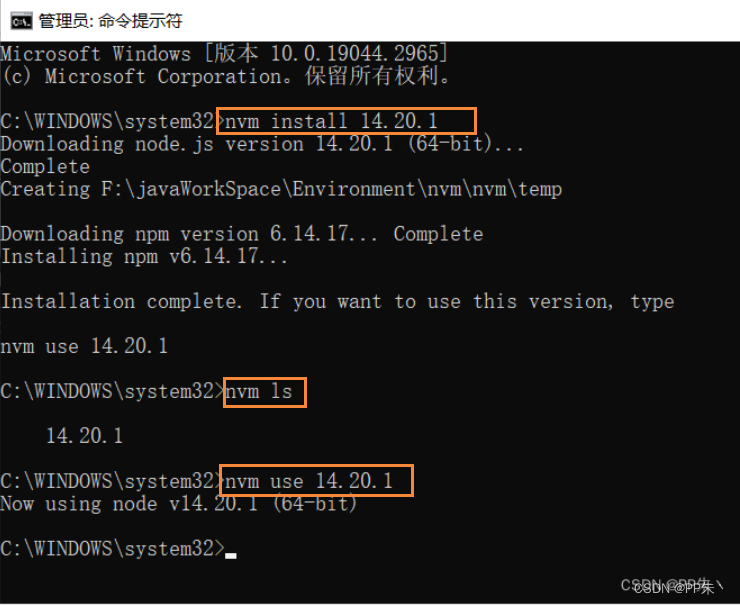 管理员: 命令提示符
Microsoft Windows [版本 10.0.19044.2965]
(c) Microsoft Corporation。保留所有权利。
C:\WINDOWS\system32>nvm install 14.20.1
Downloading node.js version 14.20.1 (64-bit)...
Complete
Creating F:\javaWorkSpace\Environment\nvm\nvm\temp
Downloading npm version 6.14.17... Complete
Installing npm v6.14.17...
Installation complete. If you want to use this version, type
nvm use 14.20.1
C:\WINDOWS\system32>nvm ls
14.20.1
C:\WINDOWS\system32>nvm use 14.20.1
Now using node v14.20.1 (64-bit)
C:\WINDOWS\system32>
CSDN @PP朱丶
CSDN @PP朱